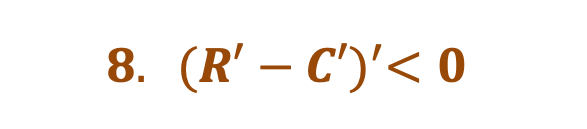 8. (R′ − C′)′< 0